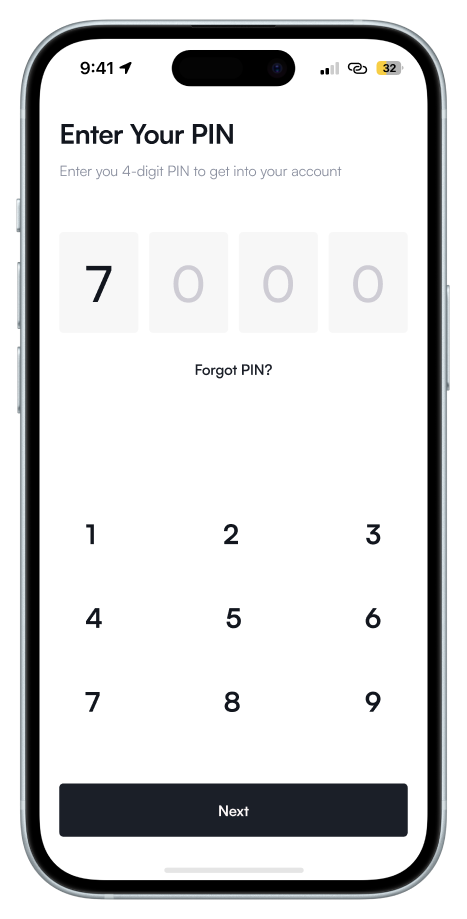 9:41
32
Enter Your PIN
Enter you 4-digit PIN to get into your account
7 0 0 0
Forgot PIN?
1 2 3
4 5 6
7 8 9
Next